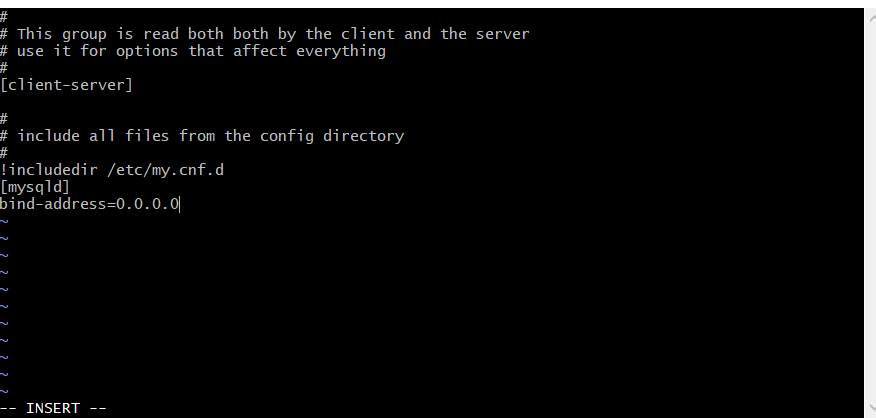 #
# This group is read both both by the client and the server
# use it for options that affect everything
#
[client-server]
#
# include all files from the config directory
#
!includedir /etc/my.cnf.d
[mysqld]
bind-address=0.0.0.0
~
~
~
~
~
~
~
~
~
~
~
-- INSERT --